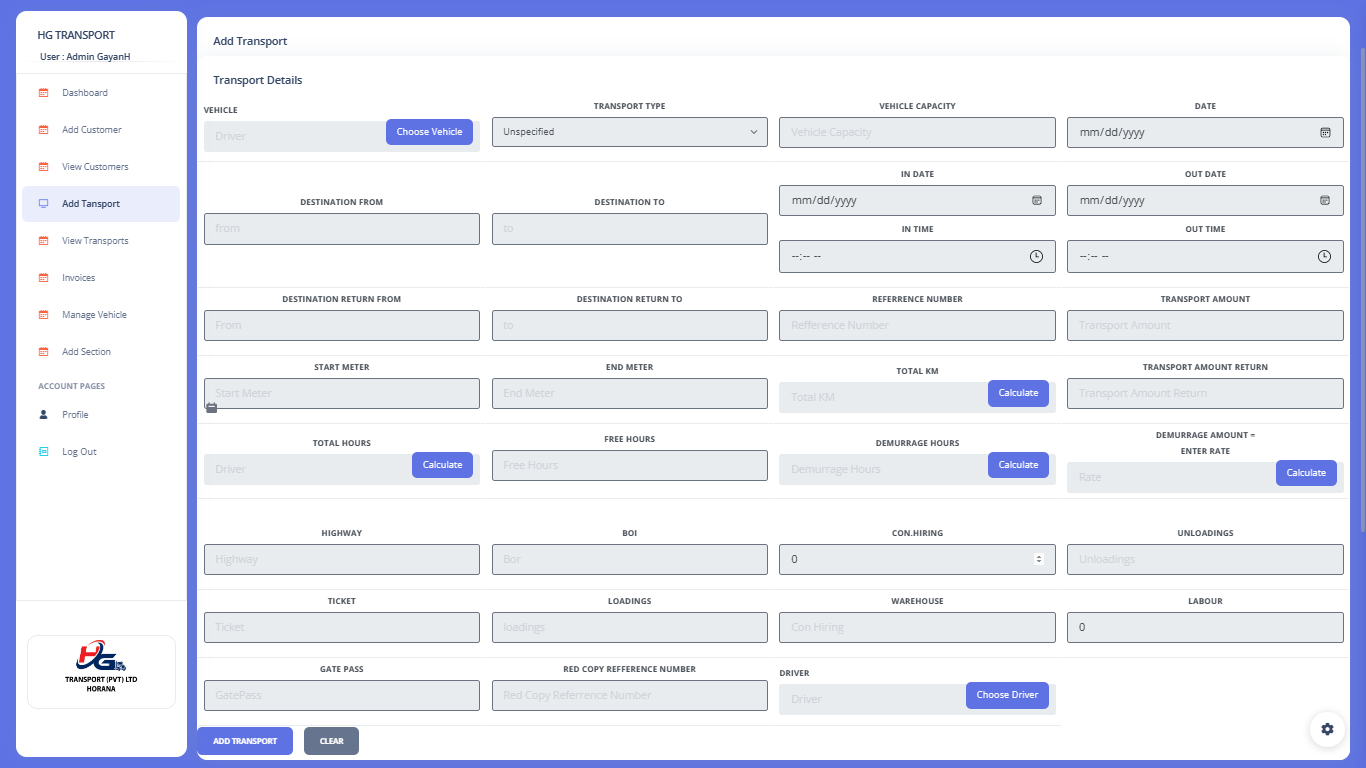 HG TRANSPORT
User : Admin GayanH
Dashboard
Add Customer
View Customers
Add Tansport
View Transports
Invoices
Manage Vehicle
Add Section
ACCOUNT PAGES
Profile
Log Out
HG
TRANSPORT (PVT) LTD
HORANA
Add Transport
Transport Details
VEHICLE
Driver
Choose Vehicle
TRANSPORT TYPE
Unspecified
VEHICLE CAPACITY
Vehicle Capacity
DATE
mm/dd/yyyy
DESTINATION FROM
from
DESTINATION TO
to
IN DATE
mm/dd/yyyy
OUT DATE
mm/dd/yyyy
IN TIME
--:-- --
OUT TIME
--:-- --
DESTINATION RETURN FROM
From
DESTINATION RETURN TO
to
REFERRENCE NUMBER
Refference Number
TRANSPORT AMOUNT
Transport Amount
START METER
Start Meter
END METER
End Meter
TOTAL KM
Total KM
Calculate
TRANSPORT AMOUNT RETURN
Transport Amount Return
TOTAL HOURS
Driver
Calculate
FREE HOURS
Free Hours
DEMURRAGE HOURS
Demurrage Hours
Calculate
DEMURRAGE AMOUNT =
ENTER RATE
Rate
Calculate
HIGHWAY
Highway
BOI
Bor
CON.HIRING
0
UNLOADINGS
Unloadings
TICKET
Ticket
LOADINGS
loadings
WAREHOUSE
Con Hiring
LABOUR
0
GATE PASS
GatePass
RED COPY REFFERENCE NUMBER
Red Copy Referrence Number
DRIVER
Driver
Choose Driver
ADD TRANSPORT
CLEAR